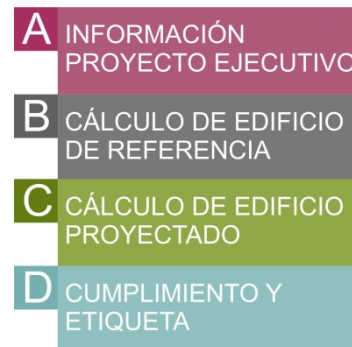 A INFORMACIÓN
PROYECTO EJECUTIVO
B CÁLCULO DE EDIFICIO
DE REFERENCIA
C CÁLCULO DE EDIFICIO
PROYECTADO
D CUMPLIMIENTO Y
ETIQUETA